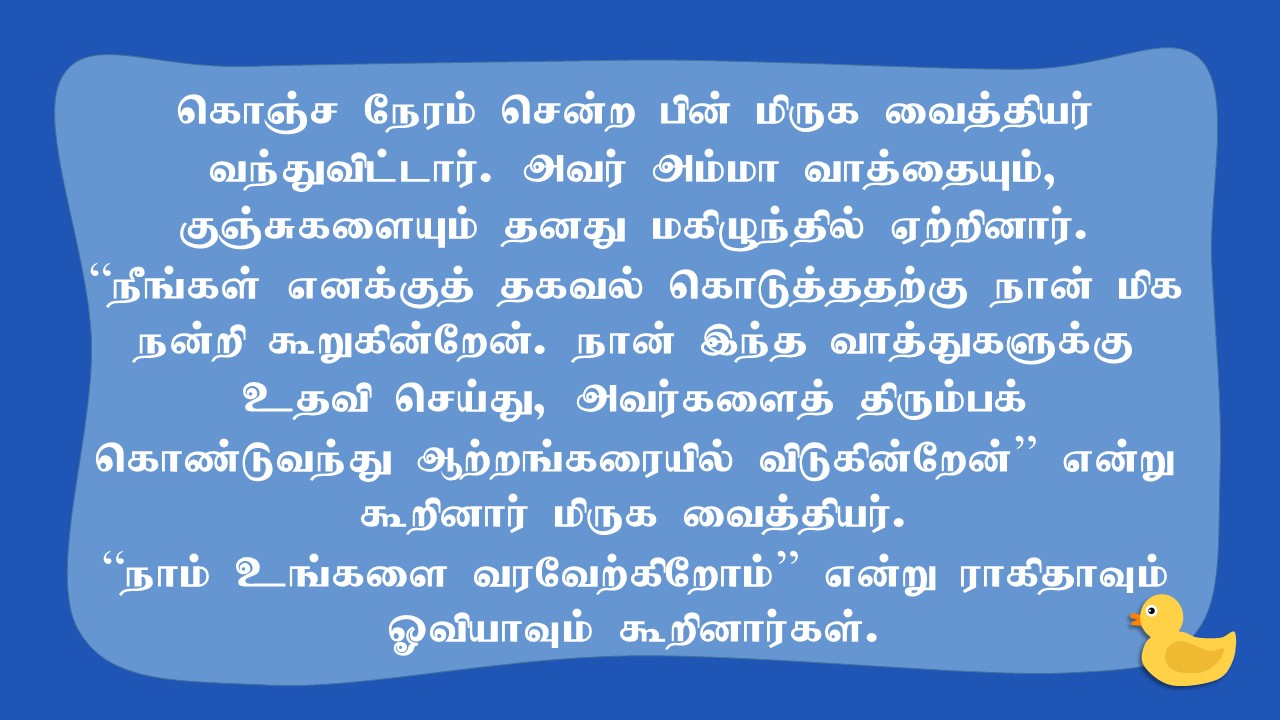 கொஞ்ச நேரம் சென்ற பின் மிருக வைத்தியர்
வந்துவிட்டார். அவர் அம்மா வாத்தையும்,
குஞ்சுகளையும் தனது மகிழுந்தில் ஏற்றினார்.
“நீங்கள் எனக்குத் தகவல் கொடுத்ததற்கு நான் மிக
நன்றி கூறுகின்றேன். நான் இந்த வாத்துகளுக்கு
உதவி செய்து, அவர்களைத் திரும்பக்
கொண்டுவந்து ஆற்றங்கரையில் விடுகின்றேன்” என்று
கூறினார் மிருக வைத்தியர்.
“நாம் உங்களை வரவேற்கிறோம்” என்று ராகிதாவும்
ஓவியாவும் கூறினார்கள்.